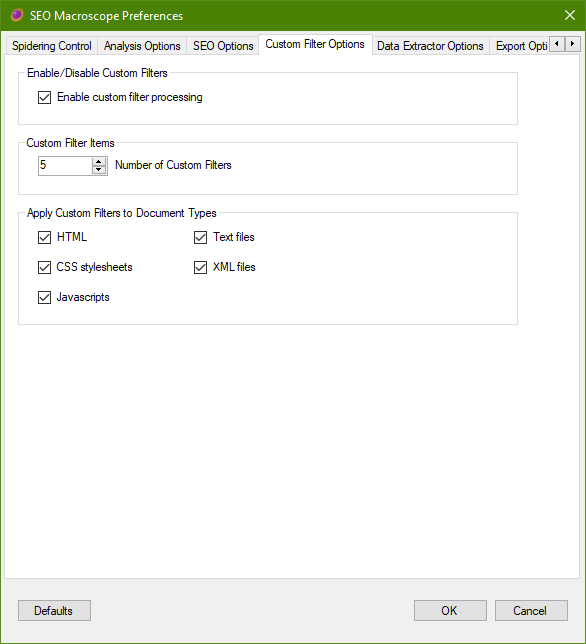 SEO Macroscope Preferences
Spidering Control Analysis Options SEO Options Custom Filter Options Data Extractor Options Export Opti
Enable/Disable Custom Filters
Enable custom filter processing
Custom Filter Items
5 Number of Custom Filters
Apply Custom Filters to Document Types
HTML Text files
CSS stylesheets XML files
Javascripts
Defaults OK Cancel